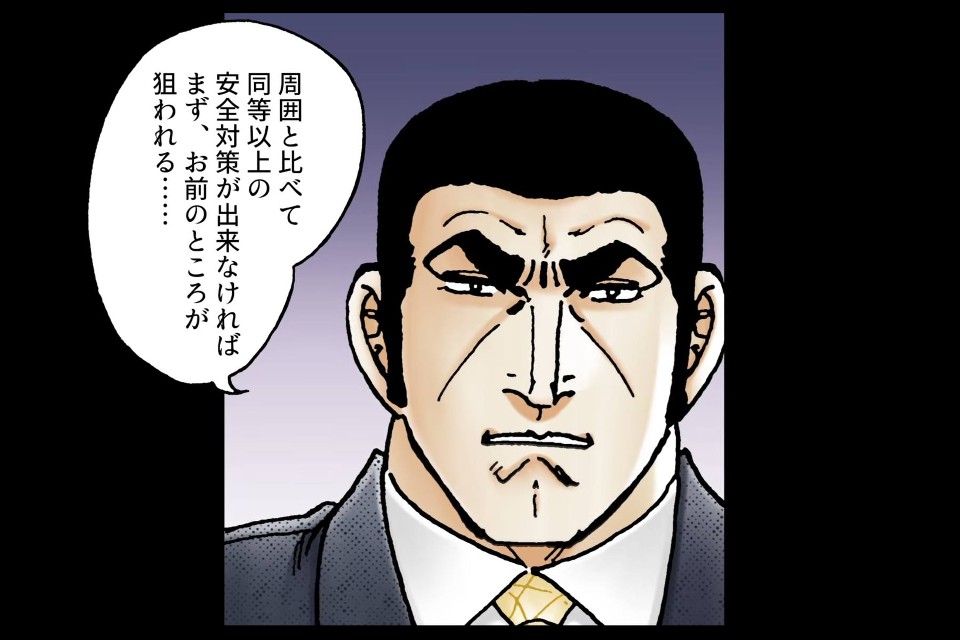 周囲と比べて
同等以上の
安全対策が出来なければ
まず、お前のところが
狙われる……